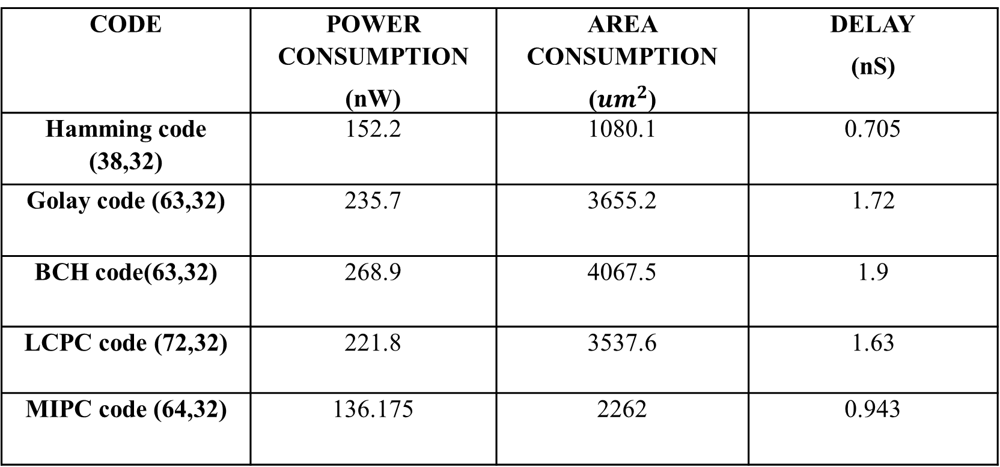 CODE
POWER
CONSUMPTION
(nW)
AREA
CONSUMPTION
(um²)
DELAY
(nS)
Hamming code
(38,32)
152.2
1080.1
0.705
Golay code (63,32)
235.7
3655.2
1.72
BCH code(63,32)
268.9
4067.5
1.9
LCPC code (72,32)
221.8
3537.6
1.63
MIPC code (64,32)
136.175
2262
0.943